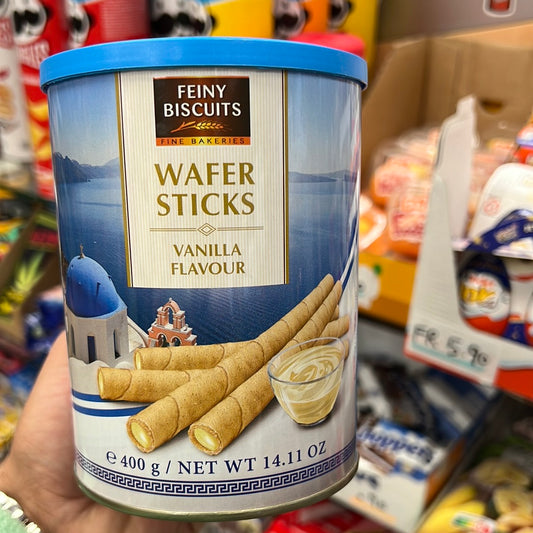 FEINY
BISCUITS
FINE BAKERIES
WAFER
STICKS
VANILLA
FLAVOUR
e 400 g / NET WT 14.11 OZ
FR 5.90